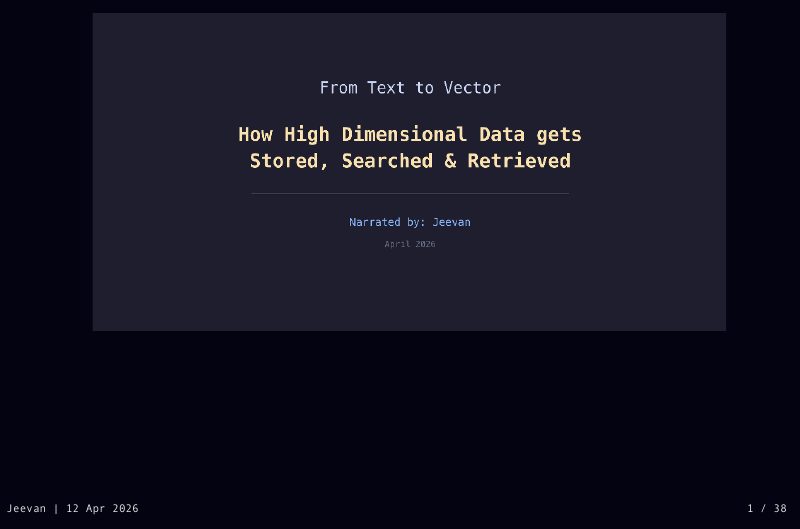 From Text to Vector
How High Dimensional Data gets
Stored, Searched & Retrieved
Narrated by: Jeevan
April 2026
Jeevan | 12 Apr 2026
1 / 38